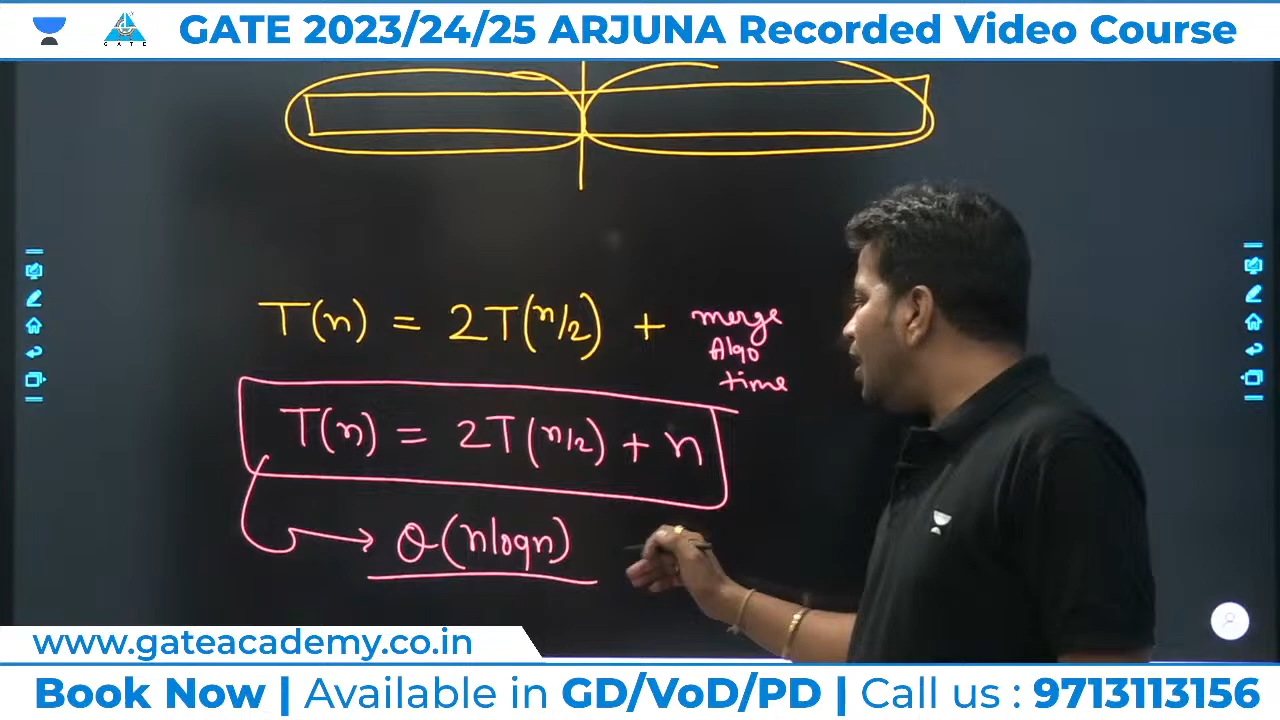 GATE 2023/24/25 ARJUNA Recorded Video Course
GATE
T(n) = 2T(n/2) + merge
Algo
time
T(n) = 2T(n/2) + n
θ(nlogn)
www.gateacademy.co.in
Book Now | Available in GD/VoD/PD | Call us : 9713113156